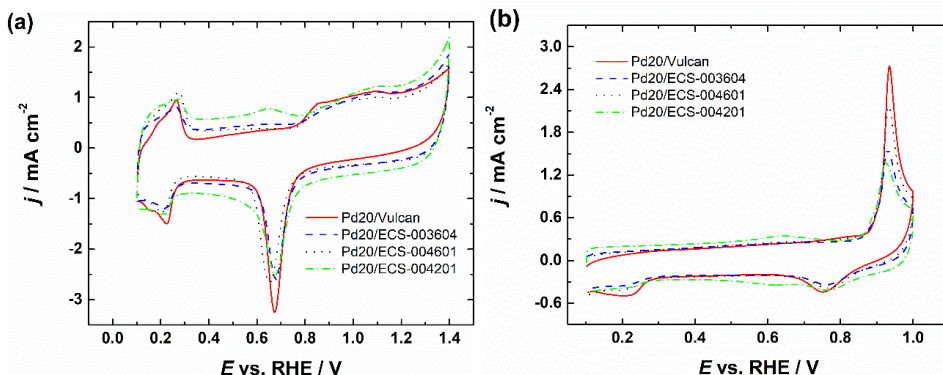 (a)
2
1
0
-1
-2
-3
j / mA cm-2
Pd20/Vulcan
Pd20/ECS-003604
Pd20/ECS-004601
Pd20/ECS-004201
0.0 0.2 0.4 0.6 0.8 1.0 1.2 1.4
E vs. RHE / V
(b)
3.0
2.4
1.8
1.2
0.6
0.0
-0.6
j / mA cm-2
Pd20/Vulcan
Pd20/ECS-003604
Pd20/ECS-004601
Pd20/ECS-004201
0.0 0.2 0.4 0.6 0.8 1.0
E vs. RHE / V